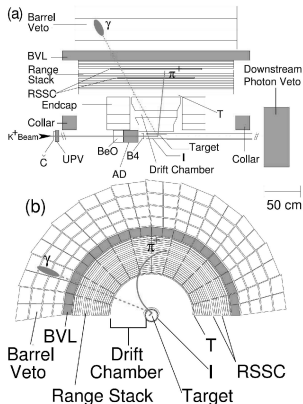 (a)
Barrel
Veto
γ
BVL
Range
Stack
RSSC
π+
Endcap
T
Downstream
Photon Veto
Collar
K+Beam
Č
UPV
BeO
AD
B4
Target
I
Drift Chamber
Collar
50 cm
(b)
γ
π+
BVL
Barrel
Veto
Drift
Chamber
Range Stack
T
I
Target
RSSC